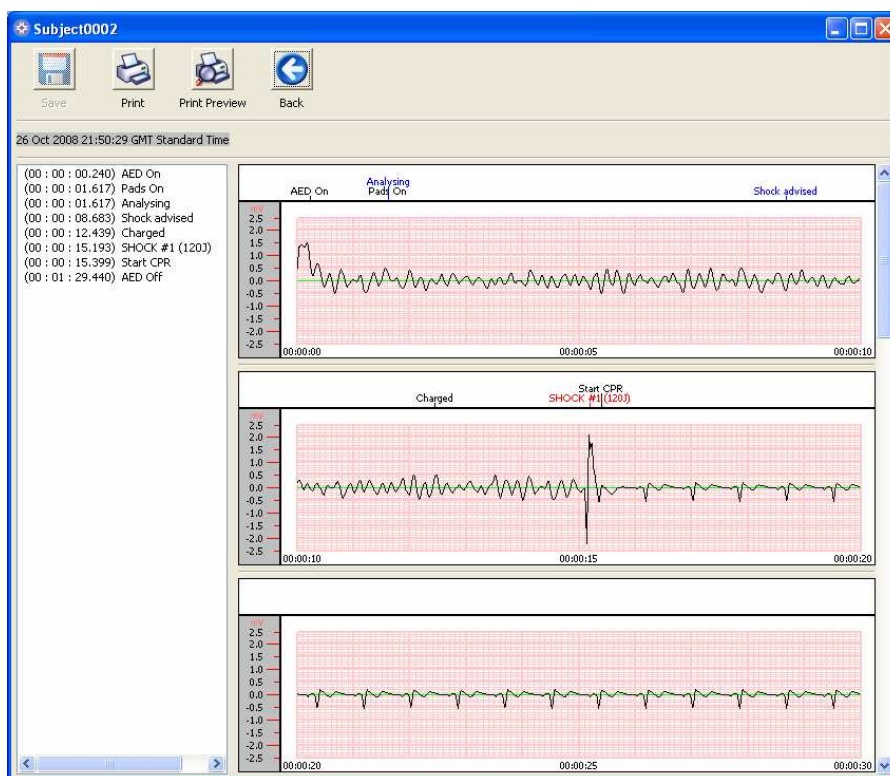 Subject0002
Save Print Print Preview Back
26 Oct 2008 21:50:29 GMT Standard Time
(00 : 00 : 00.240) AED On
(00 : 00 : 01.617) Pads On
(00 : 00 : 01.617) Analysing
(00 : 00 : 08.683) Shock advised
(00 : 00 : 12.439) Charged
(00 : 00 : 15.193) SHOCK #1 (120J)
(00 : 00 : 15.399) Start CPR
(00 : 01 : 29.440) AED Off
Analysing
AED On Pads On Shock advised
mV
2.5
2.0
1.5
1.0
0.5
0.0
-0.5
-1.0
-1.5
-2.0
-2.5
00:00:00 00:00:05 00:00:10
Start CPR
Charged SHOCK #1 (120J)
mV
2.5
2.0
1.5
1.0
0.5
0.0
-0.5
-1.0
-1.5
-2.0
-2.5
00:00:10 00:00:15 00:00:20
mV
2.5
2.0
1.5
1.0
0.5
0.0
-0.5
-1.0
-1.5
-2.0
-2.5
00:00:20 00:00:25 00:00:30